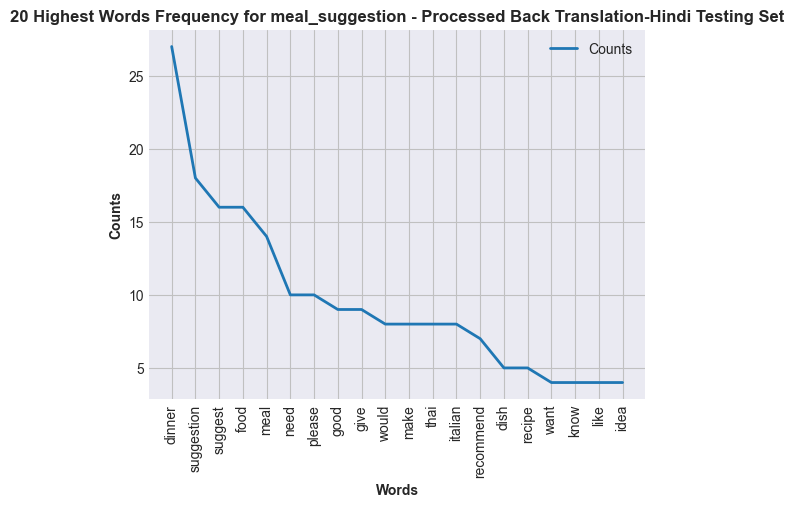 20 Highest Words Frequency for meal_suggestion - Processed Back Translation-Hindi Testing Set
Counts
25
20
15
10
5
Counts
dinner
suggestion
suggest
food
meal
need
please
good
give
would
make
thai
italian
recommend
dish
recipe
want
know
like
idea
Words